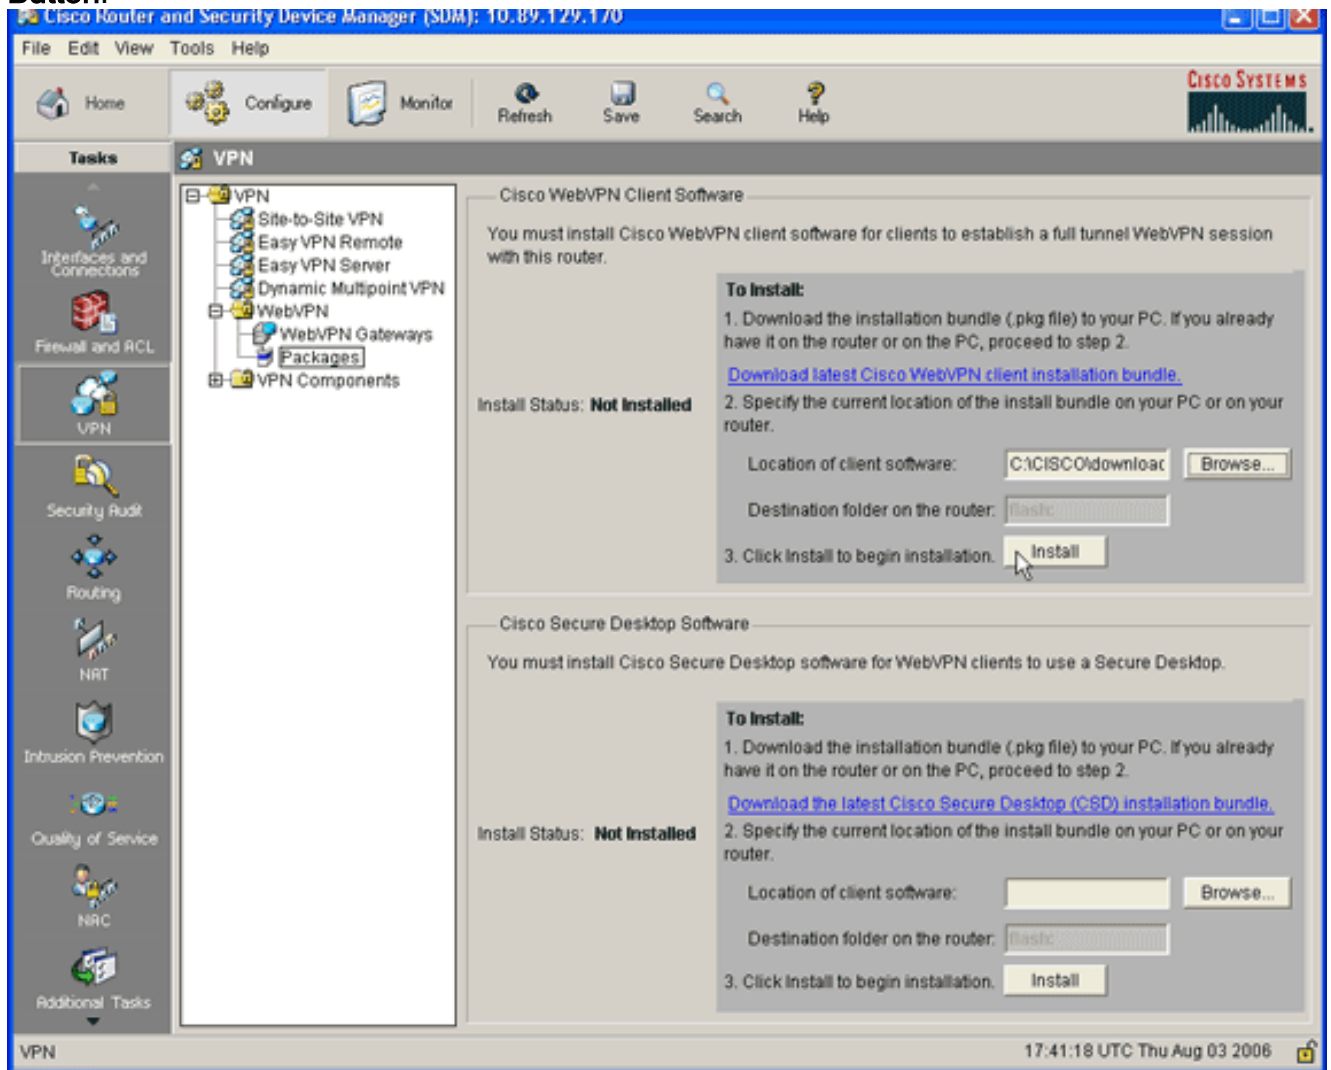 Button.
Cisco Router and Security Device Manager (SDM): 10.89.129.170
File Edit View Tools Help
Home Configure Monitor Refresh Save Search Help
CISCO SYSTEMS
Tasks
VPN
Interfaces and
Connections
Firewall and ACL
VPN
Security Audit
Routing
NAT
Intrusion Prevention
Quality of Service
NAC
Additional Tasks
VPN
Site-to-Site VPN
Easy VPN Remote
Easy VPN Server
Dynamic Multipoint VPN
WebVPN
WebVPN Gateways
Packages
VPN Components
Cisco WebVPN Client Software
You must install Cisco WebVPN client software for clients to establish a full tunnel WebVPN session
with this router.
Install Status: Not Installed
To Install:
1. Download the installation bundle (.pkg file) to your PC. If you already
have it on the router or on the PC, proceed to step 2.
Download latest Cisco WebVPN client installation bundle.
2. Specify the current location of the install bundle on your PC or on your
router.
Location of client software: C:\CISCO\downloac Browse...
Destination folder on the router: flash:
3. Click Install to begin installation. Install
Cisco Secure Desktop Software
You must install Cisco Secure Desktop software for WebVPN clients to use a Secure Desktop.
Install Status: Not Installed
To Install:
1. Download the installation bundle (.pkg file) to your PC. If you already
have it on the router or on the PC, proceed to step 2.
Download the latest Cisco Secure Desktop (CSD) installation bundle.
2. Specify the current location of the install bundle on your PC or on your
router.
Location of client software: Browse...
Destination folder on the router: flash:
3. Click Install to begin installation. Install
VPN
17:41:18 UTC Thu Aug 03 2006